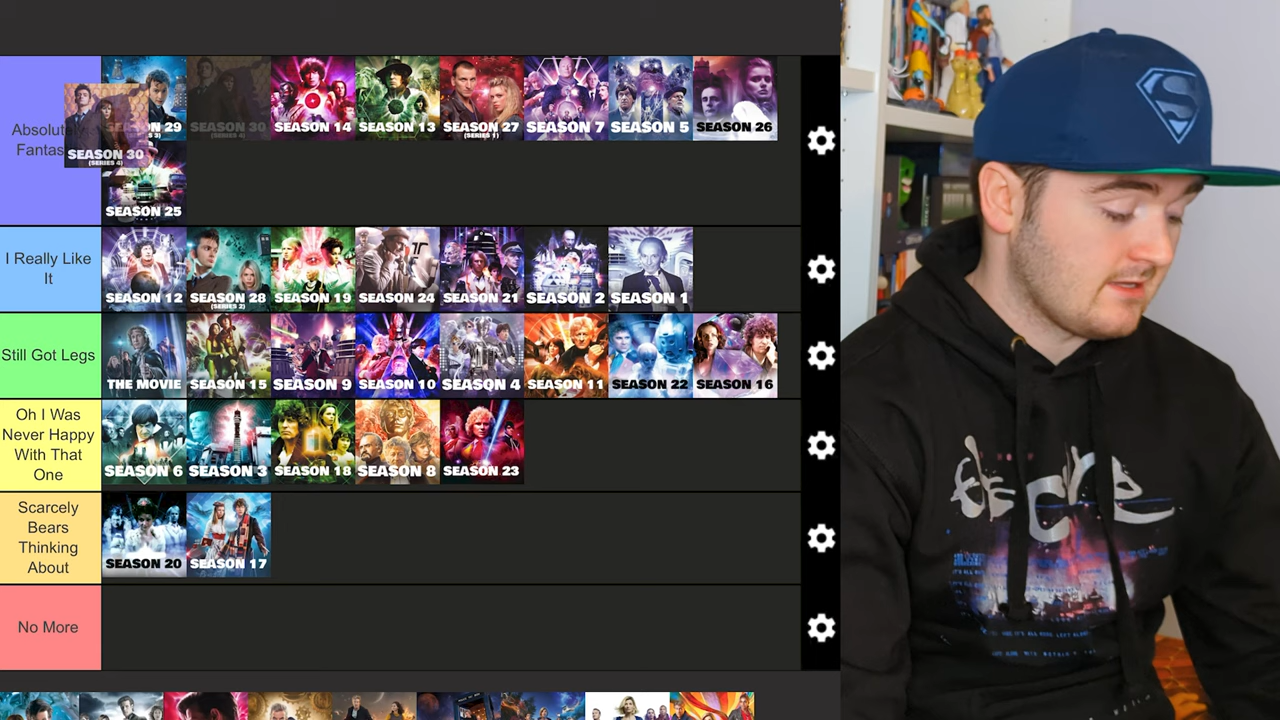 Absolutely
Fantas
SEASON 30
(SERIES 4)
SEASON 29
SEASON 30
(SERIES 4)
SEASON 14
SEASON 13
SEASON 27
(SERIES 1)
SEASON 7
SEASON 5
SEASON 26
SEASON 25
I Really Like
It
SEASON 12
SEASON 28
(SERIES 2)
SEASON 19
SEASON 24
SEASON 21
SEASON 2
SEASON 1
Still Got Legs
THE MOVIE
SEASON 15
SEASON 9
SEASON 10
SEASON 4
SEASON 11
SEASON 22
SEASON 16
Oh I Was
Never Happy
With That
One
SEASON 6
SEASON 3
SEASON 18
SEASON 8
SEASON 23
Scarcely
Bears
Thinking
About
SEASON 20
SEASON 17
No More